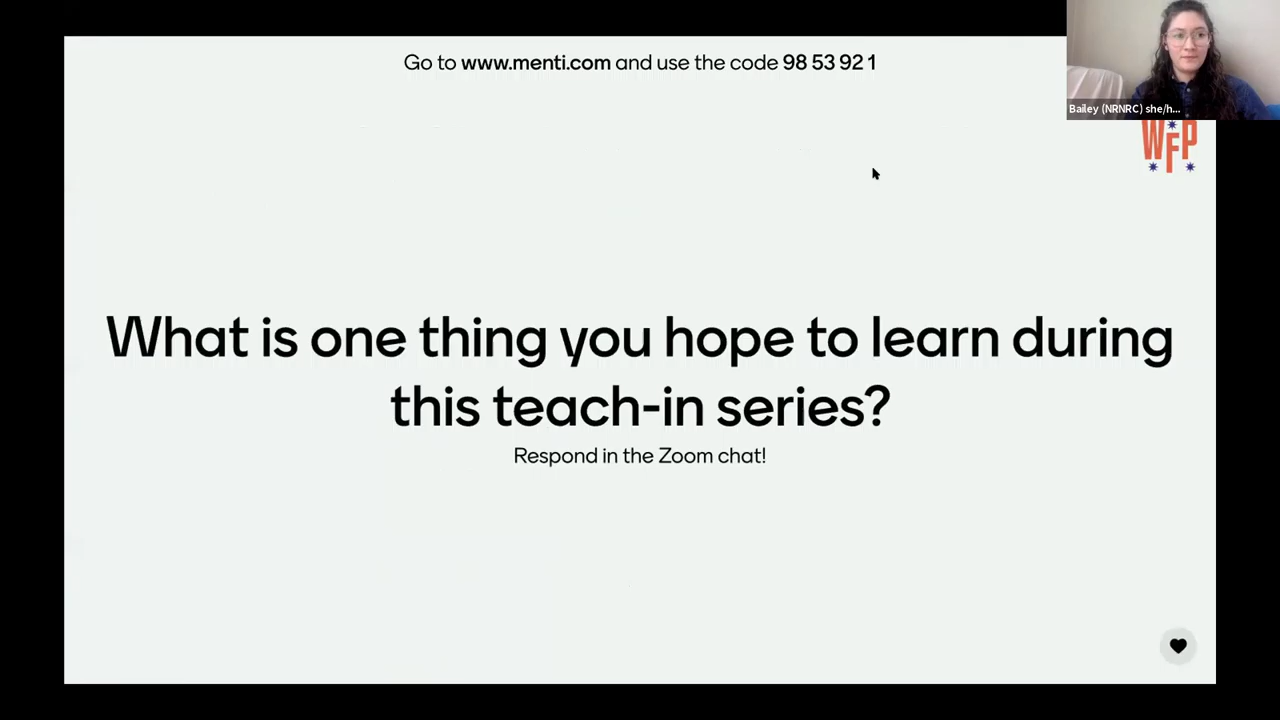 Go to www.menti.com and use the code 98 53 92 1
Bailey (NRNRC) she/h...
WFP
What is one thing you hope to learn during
this teach-in series?
Respond in the Zoom chat!